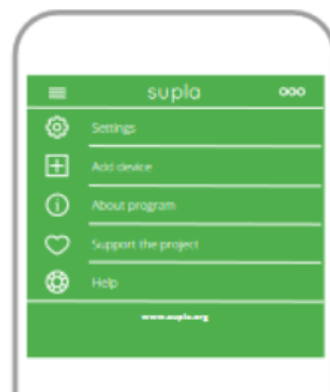 supla
Settings
Add device
About program
Support the project
Help
www.supla.org